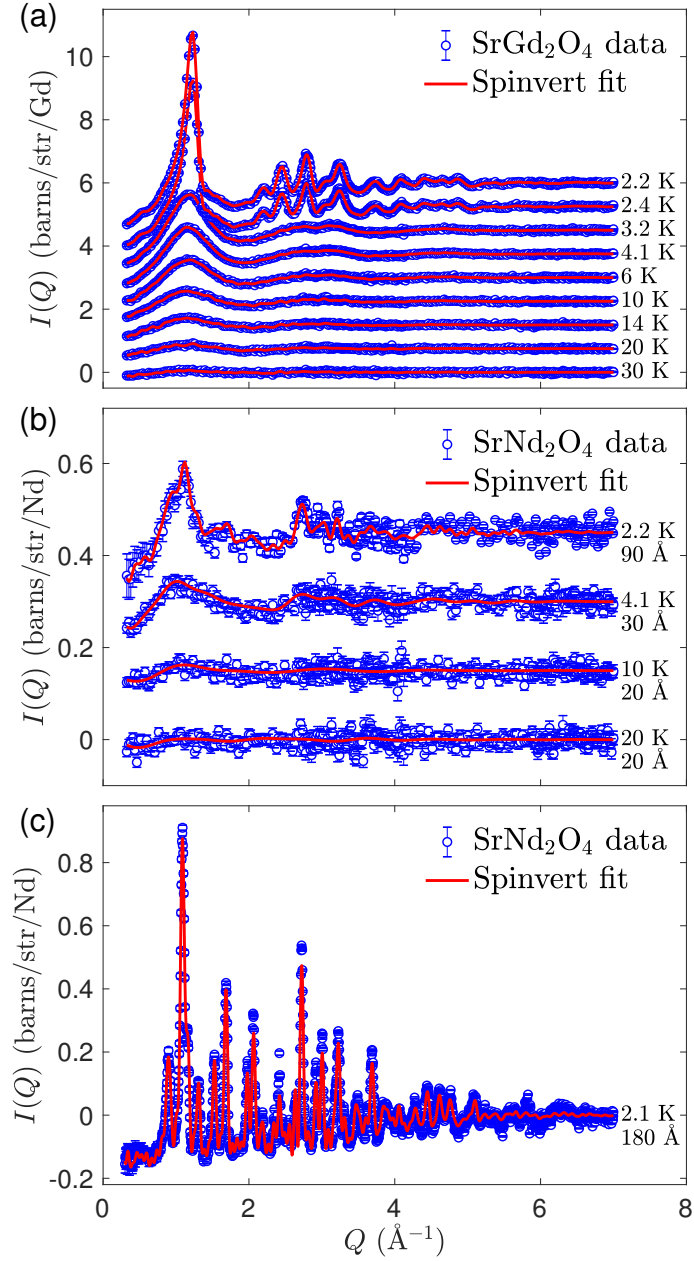 (a)
SrGd₂O₄ data
Spinvert fit
I(Q) (barns/str/Gd)
10
8
6
4
2
0
2.2 K
2.4 K
3.2 K
4.1 K
6 K
10 K
14 K
20 K
30 K
(b)
SrNd₂O₄ data
Spinvert fit
I(Q) (barns/str/Nd)
0.6
0.4
0.2
0
2.2 K
90 Å
4.1 K
30 Å
10 K
20 Å
20 K
20 Å
(c)
SrNd₂O₄ data
Spinvert fit
I(Q) (barns/str/Nd)
0.8
0.6
0.4
0.2
0
-0.2
2.1 K
180 Å
0 2 4 6 8
Q (Å⁻¹)